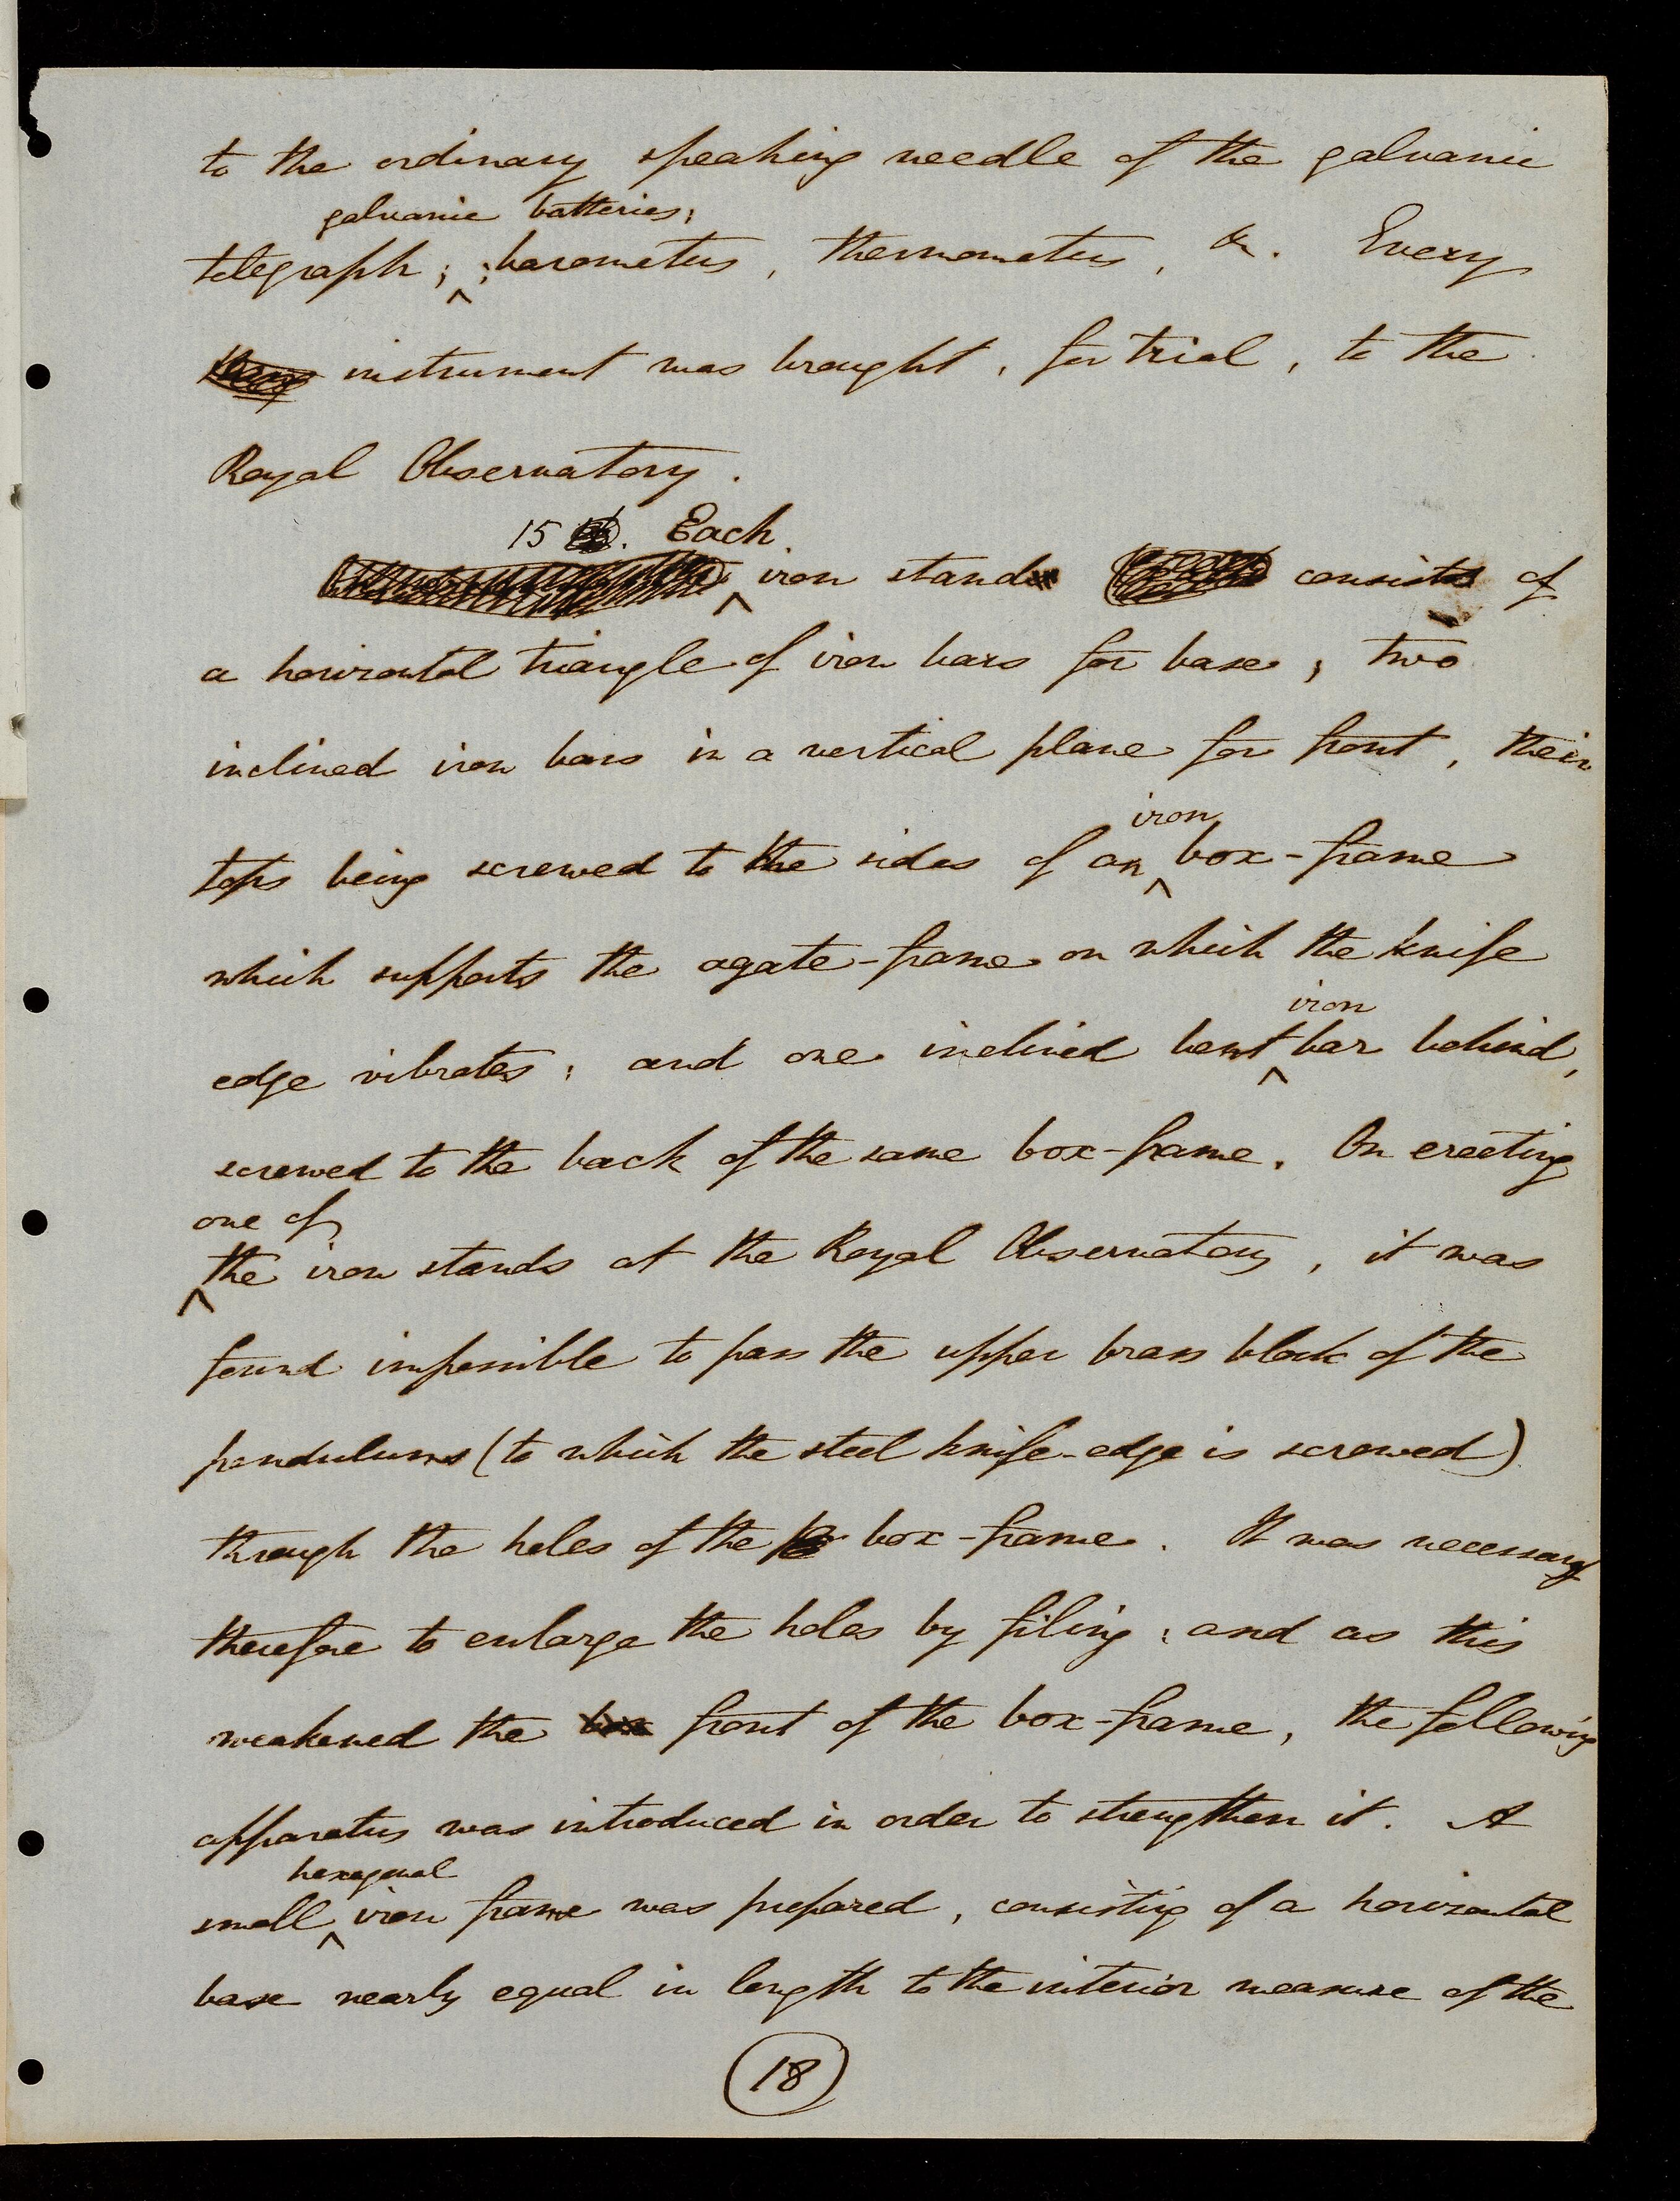 to the ordinary speaking needle of the galvanic
galvanic batteries;
telegraph; ; barometers, thermometers, &c. Every
instrument was brought, for trial, to the
Royal Observatory.
15 . Each
iron stand consists of
a horizontal triangle of iron bars for base; two
inclined iron bars in a vertical plane for front, their
iron
tops being screwed to the sides of an box-frame
which supports the agate-frame on which the knife
iron
edge vibrates; and one inclined bent bar behind,
screwed to the back of the same box-frame. On erecting
one of
the iron stands at the Royal Observatory, it was
found impossible to pass the upper brass block of the
pendulums (to which the steel knife-edge is screwed)
through the holes of the box-frame. It was necessary
therefore to enlarge the holes by filing: and as this
weakened the box front of the box-frame, the following
apparatus was introduced in order to strengthen it. A
hexagonal
small iron frame was prepared, consisting of a horizontal
base nearly equal in length to the interior measure of the
18